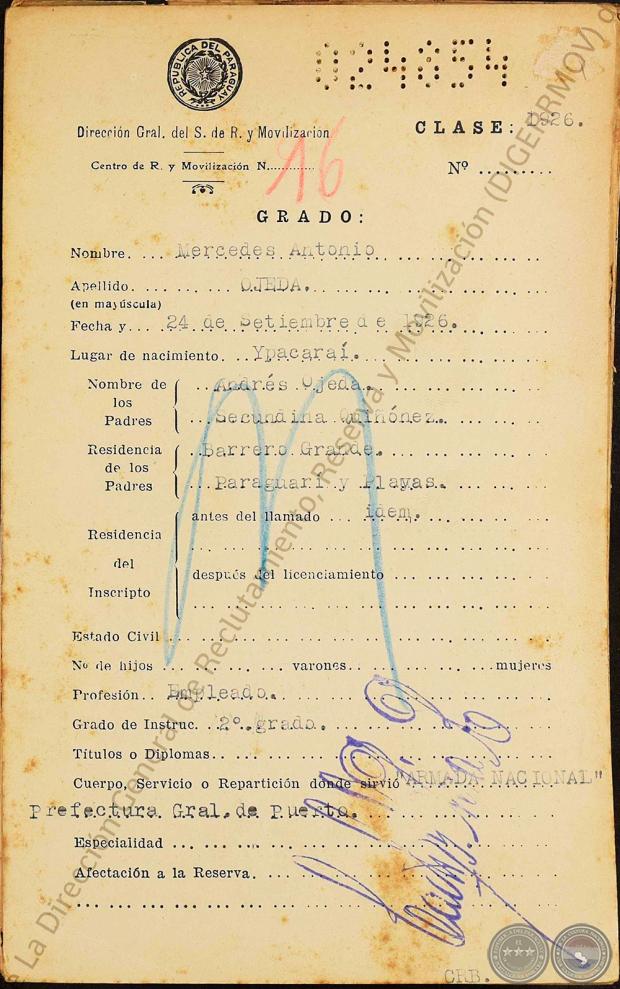 REPUBLICA DEL PARAGUAY
024854
Dirección Gral. del S. de R. y Movilización
CLASE: 1926.
Centro de R. y Movilización N.............
16
Nº .........
GRADO:
Nombre. ... Mercedes Antonio
Apellido. ... OJEDA.
(en mayúscula)
Fecha y. ... 24 de Setiembre d e 1926.
Lugar de nacimiento. .. Ypacaraí.
Nombre de los Padres
Andrés Ojeda.
Secundina Quiñónez.
Residencia de los Padres
Barrero Grande.
Paraguarí y Playas.
Residencia del Inscripto
antes del llamado ... idem.
después del licenciamiento ...
Estado Civil ...
Nº de hijos ... varones ... mujeres
Profesión.. Empleado.
Grado de Instruc. .. 2º. grado.
Títulos o Diplomas...
Cuerpo, Servicio o Repartición donde sirvió "ARMADA NACIONAL"
Prefectura Gral. de Puerto.
Especialidad ...
Afectación a la Reserva. ...
CRB.
de La Dirección General de Reclutamiento, Reserva y Movilización (DIGERRMOV)